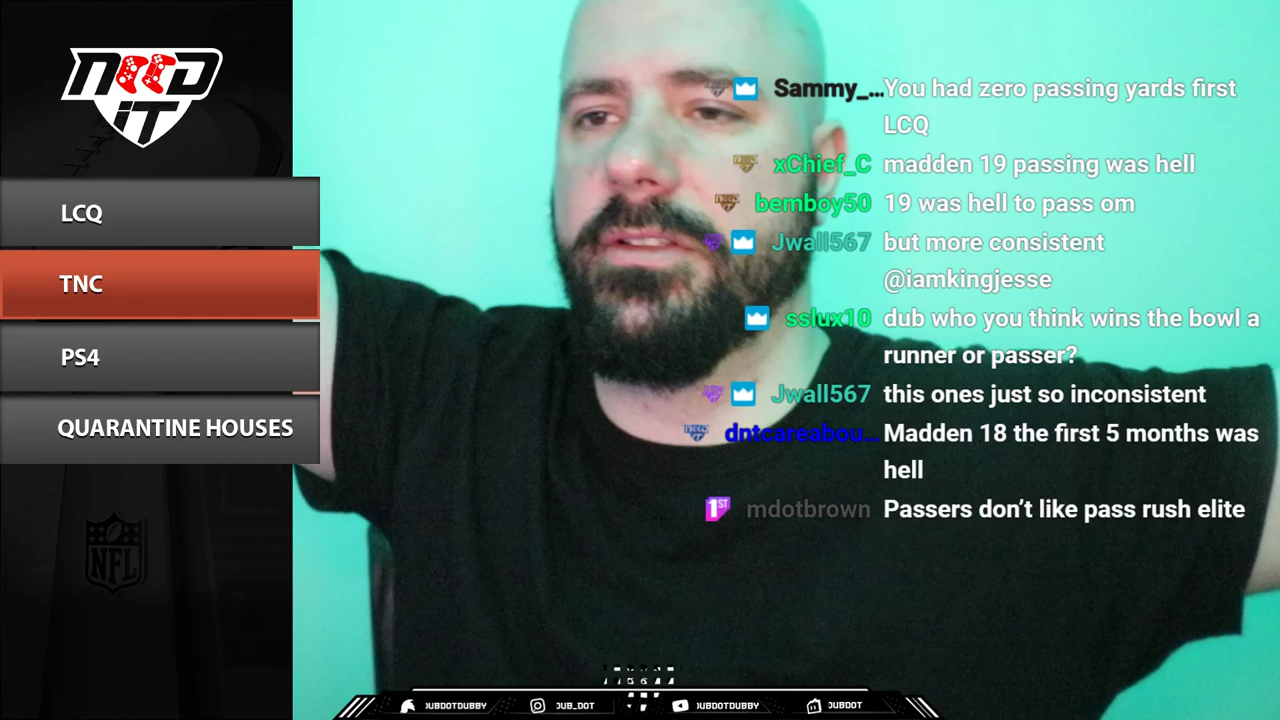 NEED
iT
LCQ
TNC
PS4
QUARANTINE HOUSES
NFL
Sammy_... You had zero passing yards first
LCQ
xChief_C madden 19 passing was hell
bemboy50 19 was hell to pass om
Jwall567 but more consistent
@iamkingjesse
sslux10 dub who you think wins the bowl a
runner or passer?
Jwall567 this ones just so inconsistent
dntcareabou... Madden 18 the first 5 months was
hell
1ST mdotbrown Passers don’t like pass rush elite
JUBDOTDUBBY JUB_DOT JUBDOTDUBBY JUBDOT